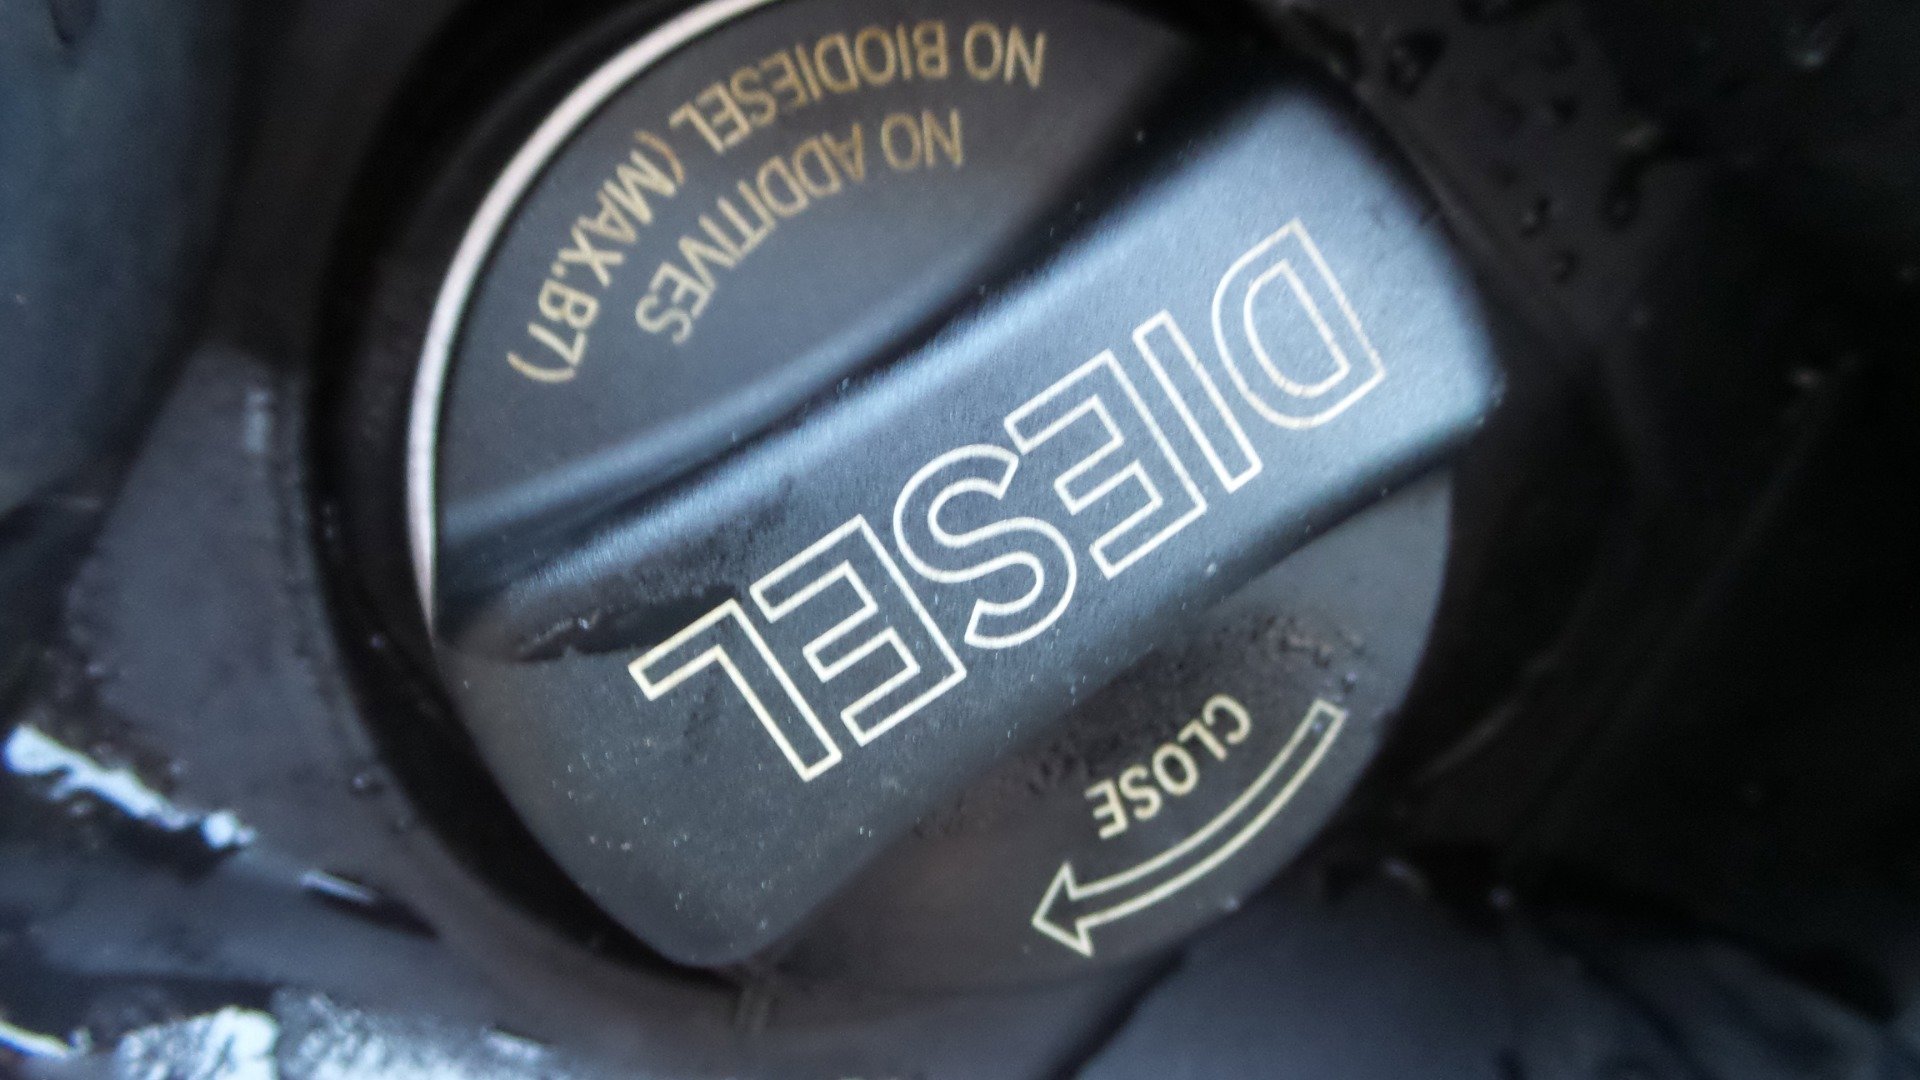 CLOSE
DIESEL
NO ADDITIVES
NO BIODIESEL (MAX.B7)